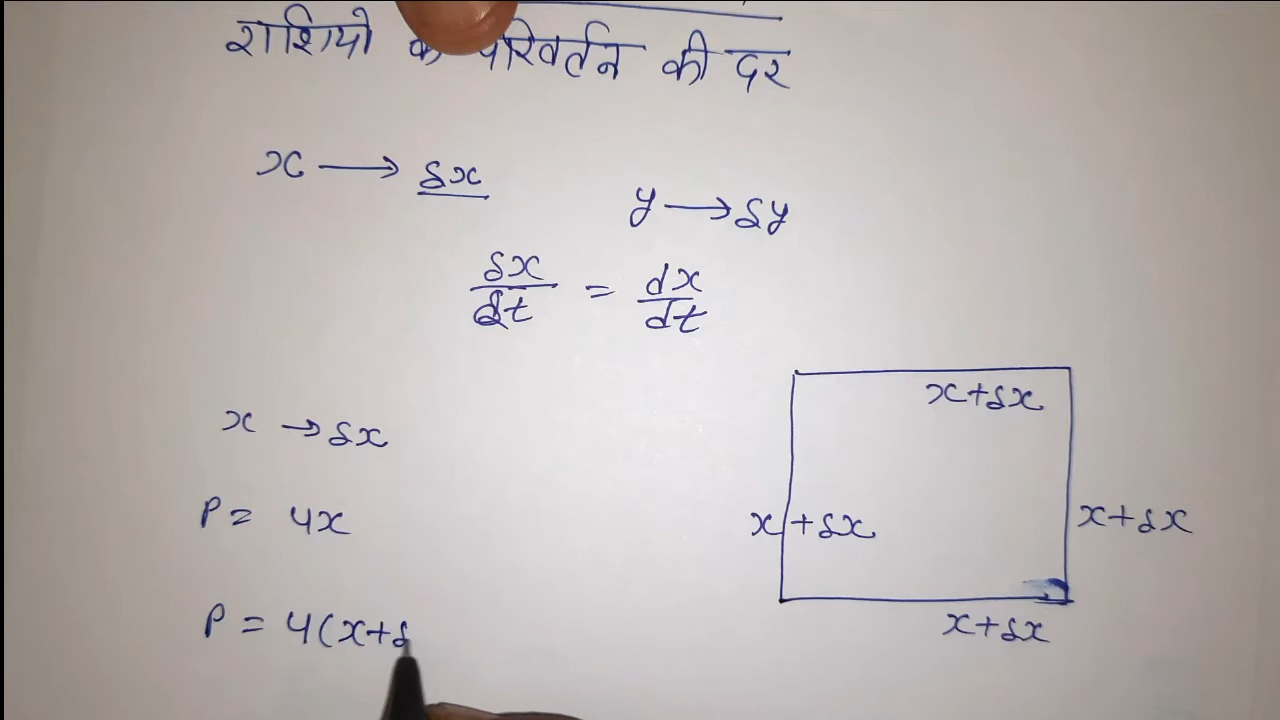 राशियो के परिवर्तन की दर
x → δx
y → δy
δx/δt = dx/dt
x → δx
P = 4x
P = 4(x+δ
x+δx
x+δx
x+δx
x+δx